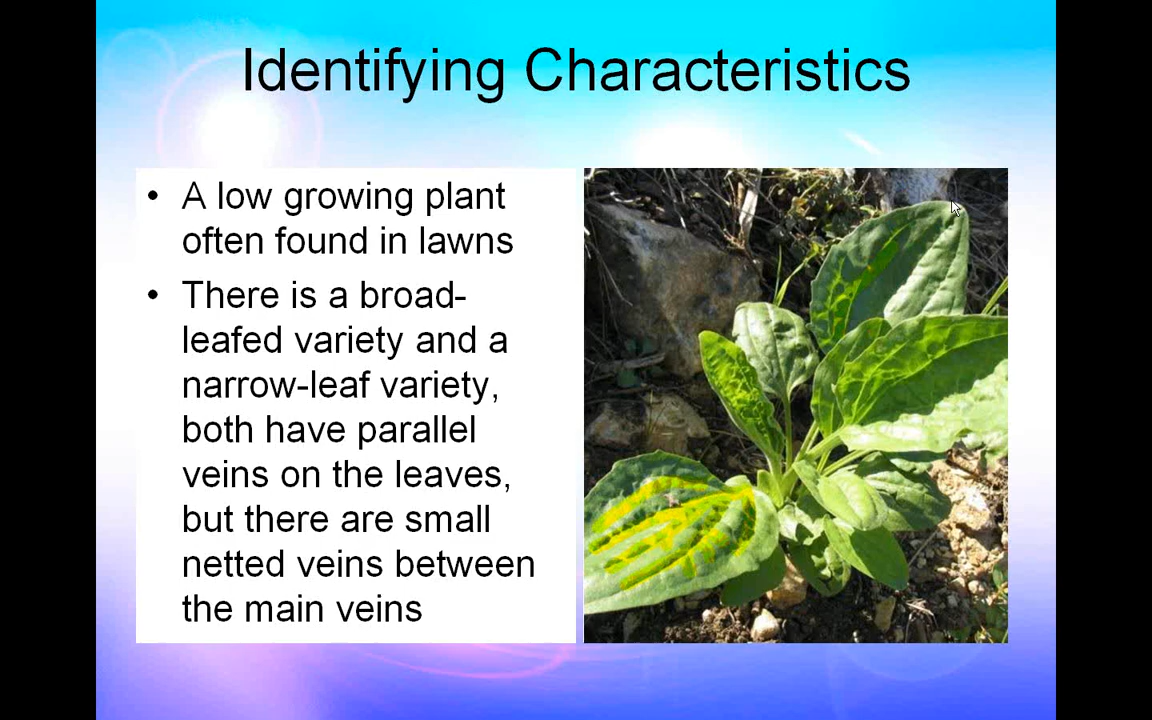 Identifying Characteristics
• A low growing plant
often found in lawns
• There is a broad-
leafed variety and a
narrow-leaf variety,
both have parallel
veins on the leaves,
but there are small
netted veins between
the main veins